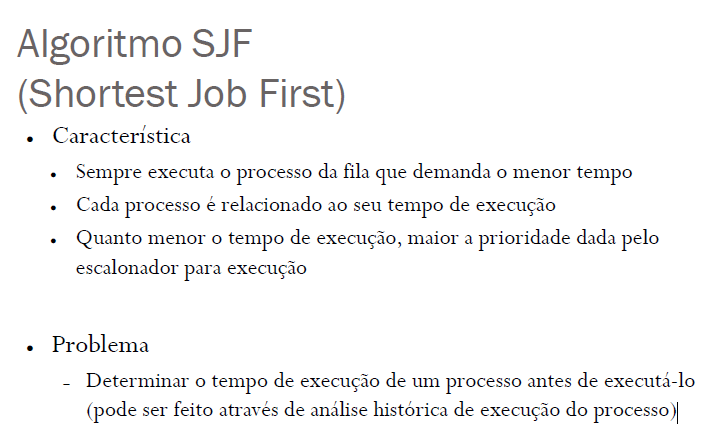 Algoritmo SJF
(Shortest Job First)
• Característica
• Sempre executa o processo da fila que demanda o menor tempo
• Cada processo é relacionado ao seu tempo de execução
• Quanto menor o tempo de execução, maior a prioridade dada pelo
escalonador para execução
• Problema
– Determinar o tempo de execução de um processo antes de executá-lo
(pode ser feito através de análise histórica de execução do processo)